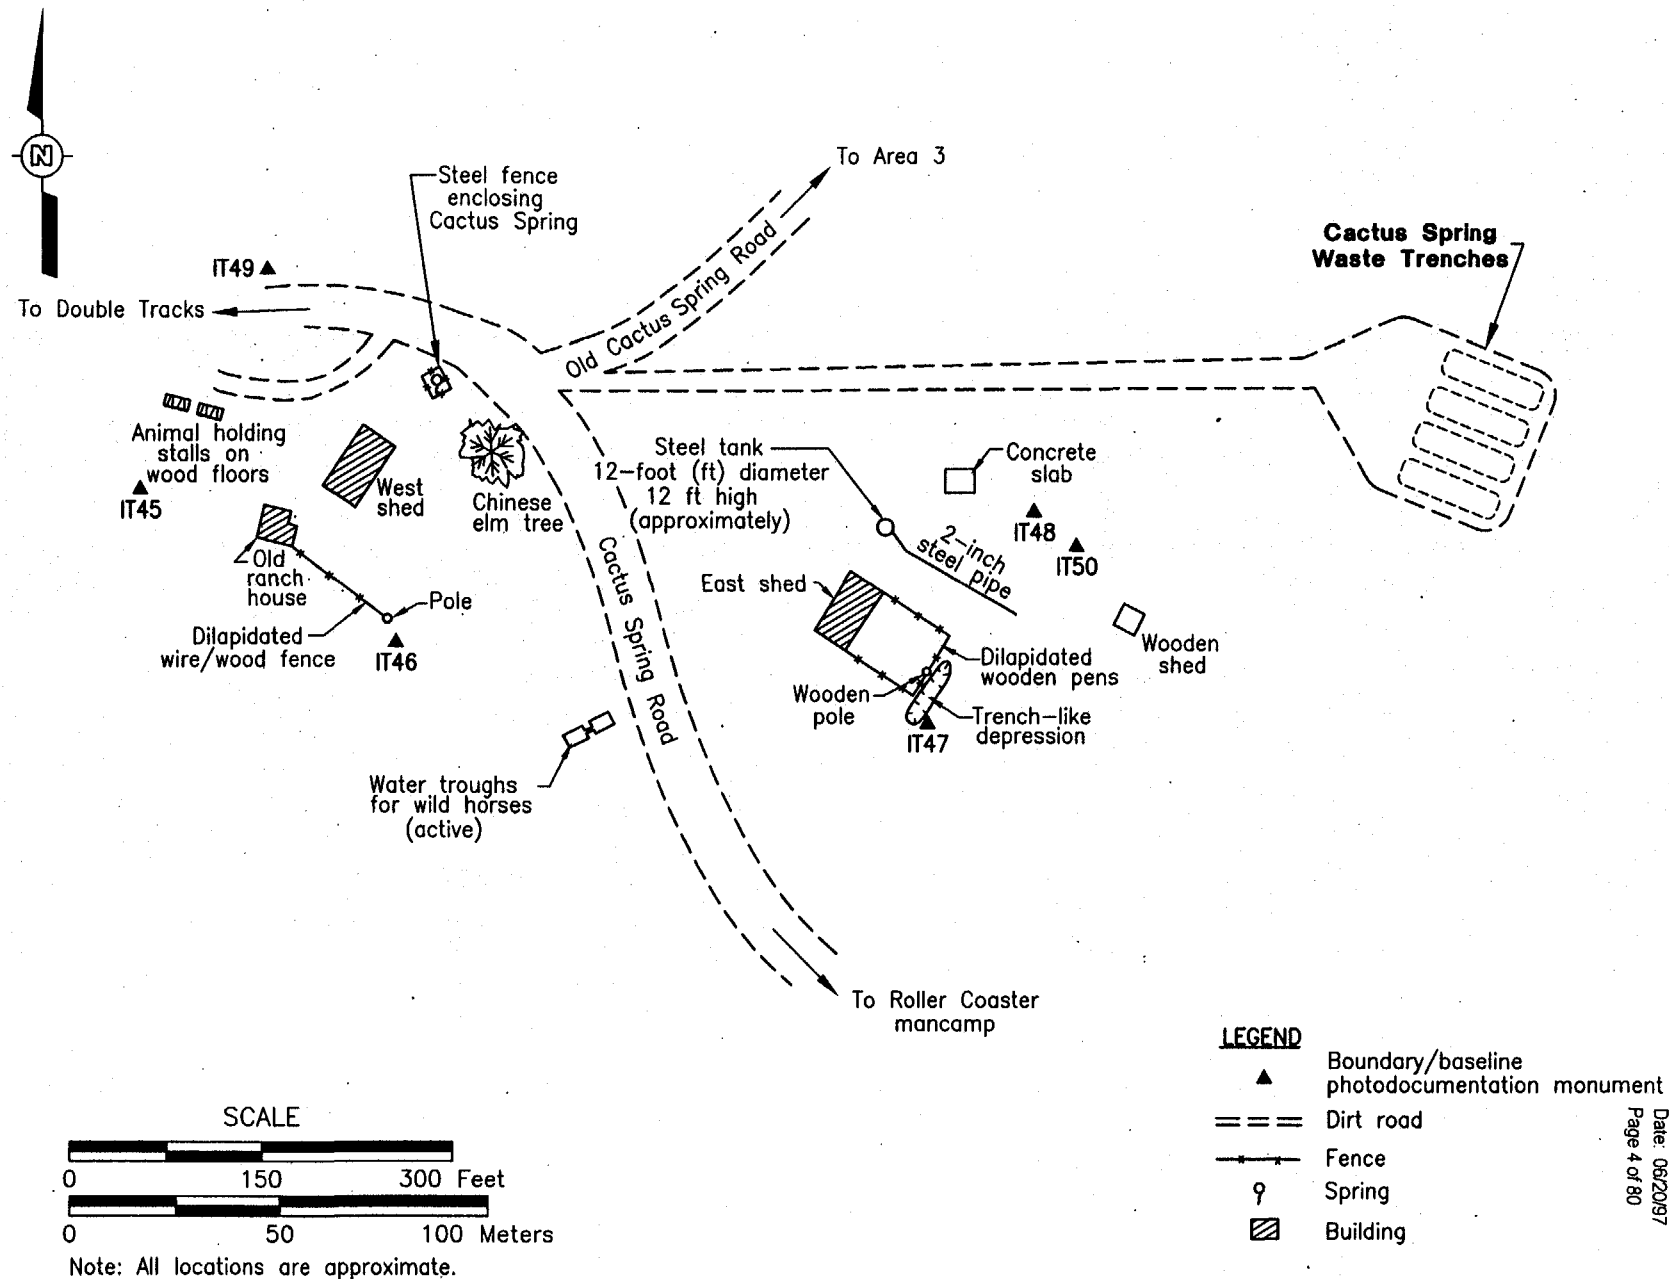 N
To Area 3
Steel fence
enclosing
Cactus Spring
Cactus Spring
Waste Trenches
IT49
To Double Tracks
Old Cactus Spring Road
Animal holding
stalls on
wood floors
IT45
West
shed
Chinese
elm tree
Steel tank
12-foot (ft) diameter
12 ft high
(approximately)
Concrete
slab
IT48
IT50
2-inch
steel pipe
Old
ranch
house
Pole
Dilapidated
wire/wood fence
IT46
Cactus Spring Road
East shed
Wooden
shed
Dilapidated
wooden pens
Wooden
pole
Trench-like
depression
IT47
Water troughs
for wild horses
(active)
To Roller Coaster
mancamp
LEGEND
Boundary/baseline
photodocumentation monument
Dirt road
Fence
Spring
Building
SCALE
0 150 300 Feet
0 50 100 Meters
Note: All locations are approximate.
Date: 06/20/97
Page 4 of 80